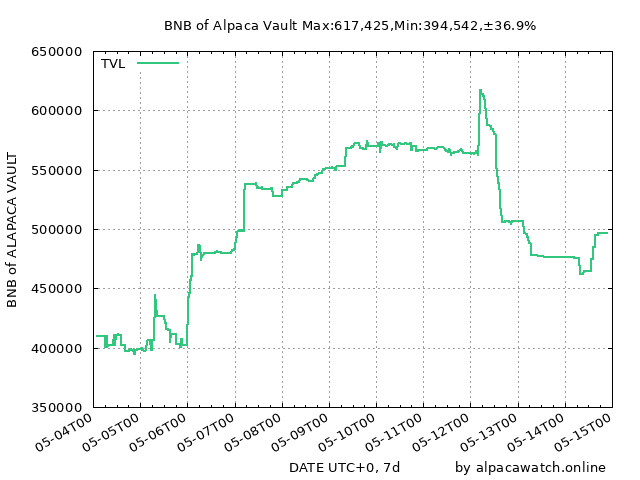 BNB of Alpaca Vault Max:617,425,Min:394,542,±36.9%
TVL
650000
600000
550000
500000
450000
400000
350000
BNB of ALAPACA VAULT
05-04T00
05-05T00
05-06T00
05-07T00
05-08T00
05-09T00
05-10T00
05-11T00
05-12T00
05-13T00
05-14T00
05-15T00
DATE UTC+0, 7d
by alpacawatch.online